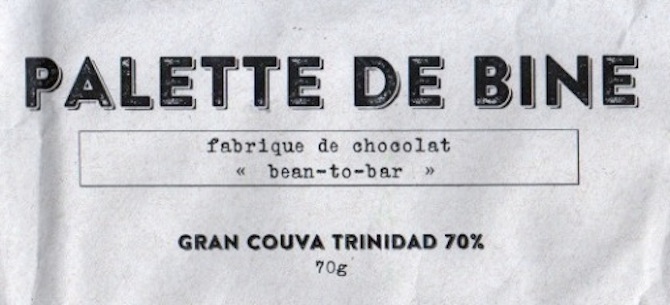 PALETTE DE BINE
fabrique de chocolat
« bean-to-bar »
GRAN COUVA TRINIDAD 70%
70g